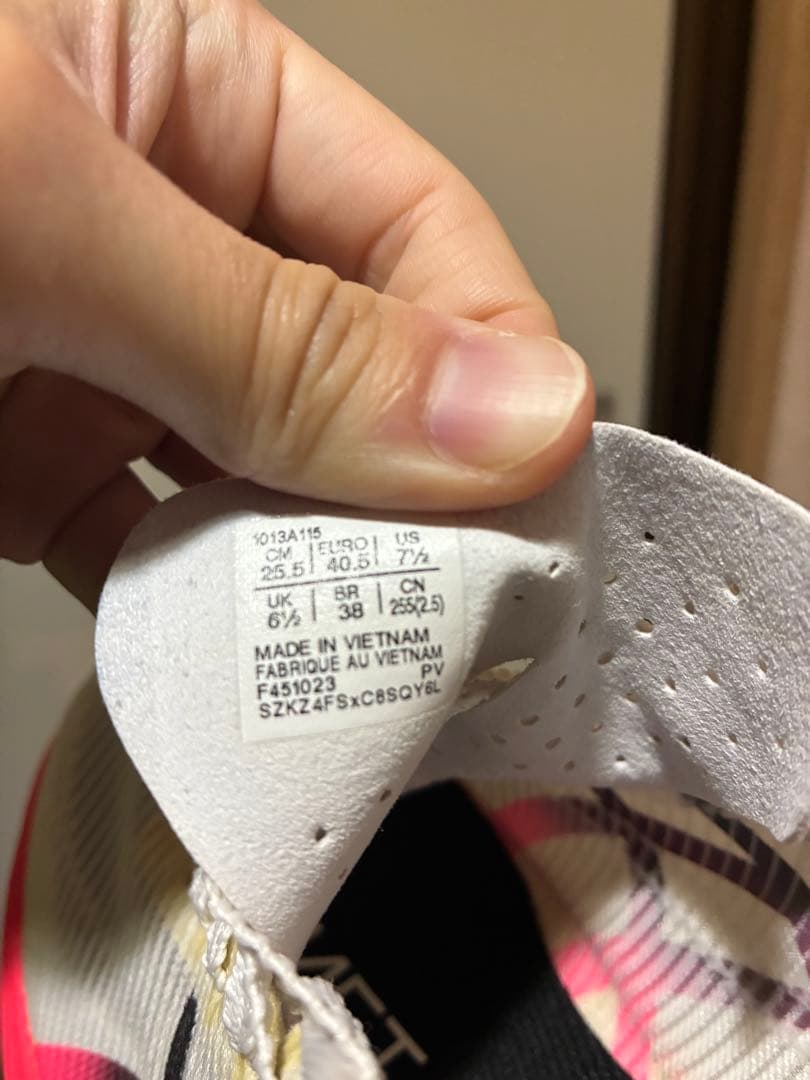 1013A115
CM EURO US
25.5 40.5 7½
UK BR CN
6½ 38 255(2.5)
MADE IN VIETNAM
FABRIQUE AU VIETNAM
F451023 PV
SZKZ4FSxC8SQY6L